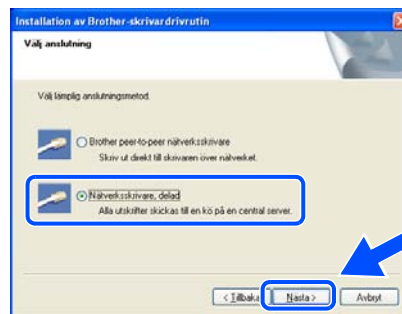 Installation av Brother-skrivardrivrutin
Välj anslutning
Välj lämplig anslutningsmetod.
Brother peer-to-peer nätverksskrivare
Skriv ut direkt till skrivaren över nätverket.
Nätverksskrivare, delad
Alla utskrifter skickas till en kö på en central server.
< Tillbaka
Nästa >
Avbryt